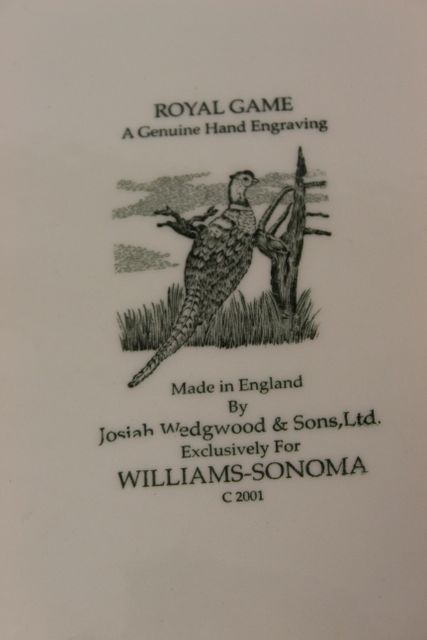 ROYAL GAME
A Genuine Hand Engraving
Made in England
By
Josiah Wedgwood & Sons,Ltd.
Exclusively For
WILLIAMS-SONOMA
C 2001